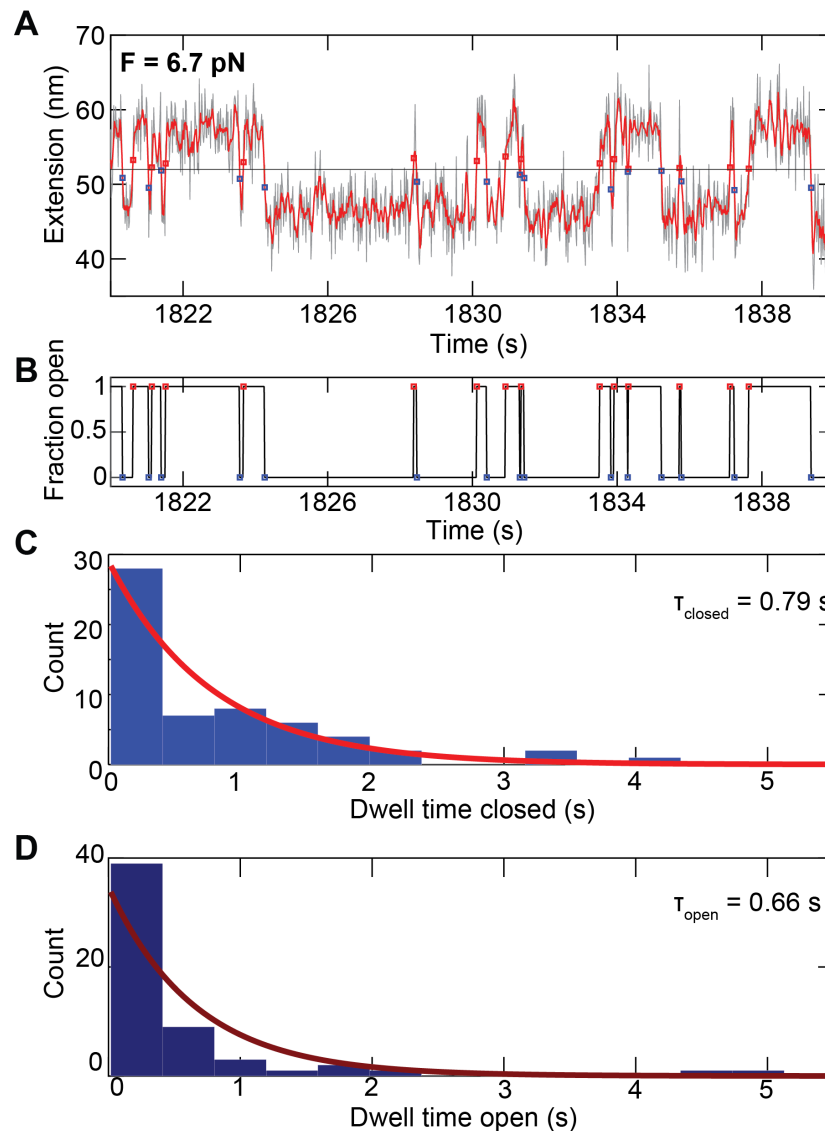 A
F = 6.7 pN
Extension (nm)
70
60
50
40
1822
1826
1830
1834
1838
Time (s)
B
Fraction open
1
0.5
0
1822
1826
1830
1834
1838
Time (s)
C
τclosed = 0.79 s
Count
30
20
10
0
0
1
2
3
4
5
Dwell time closed (s)
D
τopen = 0.66 s
Count
40
20
0
0
1
2
3
4
5
Dwell time open (s)